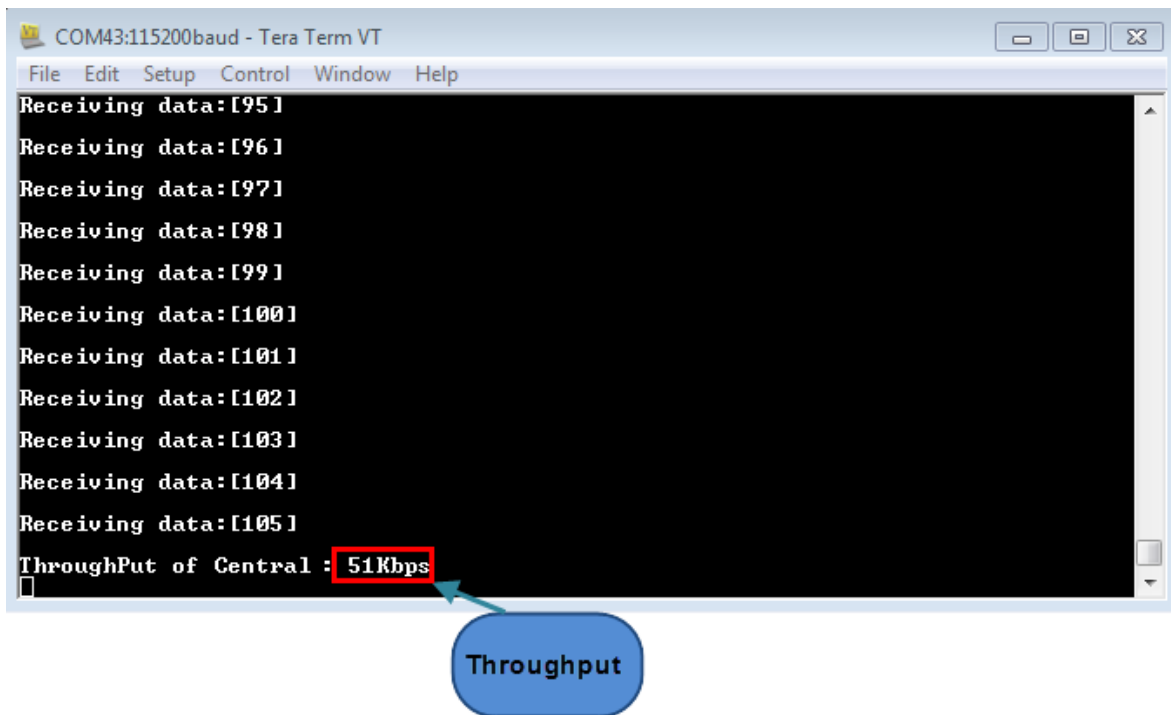 COM43:115200baud - Tera Term VT
File Edit Setup Control Window Help
Receiving data:[95]
Receiving data:[96]
Receiving data:[97]
Receiving data:[98]
Receiving data:[99]
Receiving data:[100]
Receiving data:[101]
Receiving data:[102]
Receiving data:[103]
Receiving data:[104]
Receiving data:[105]
ThroughPut of Central : 51Kbps
Throughput